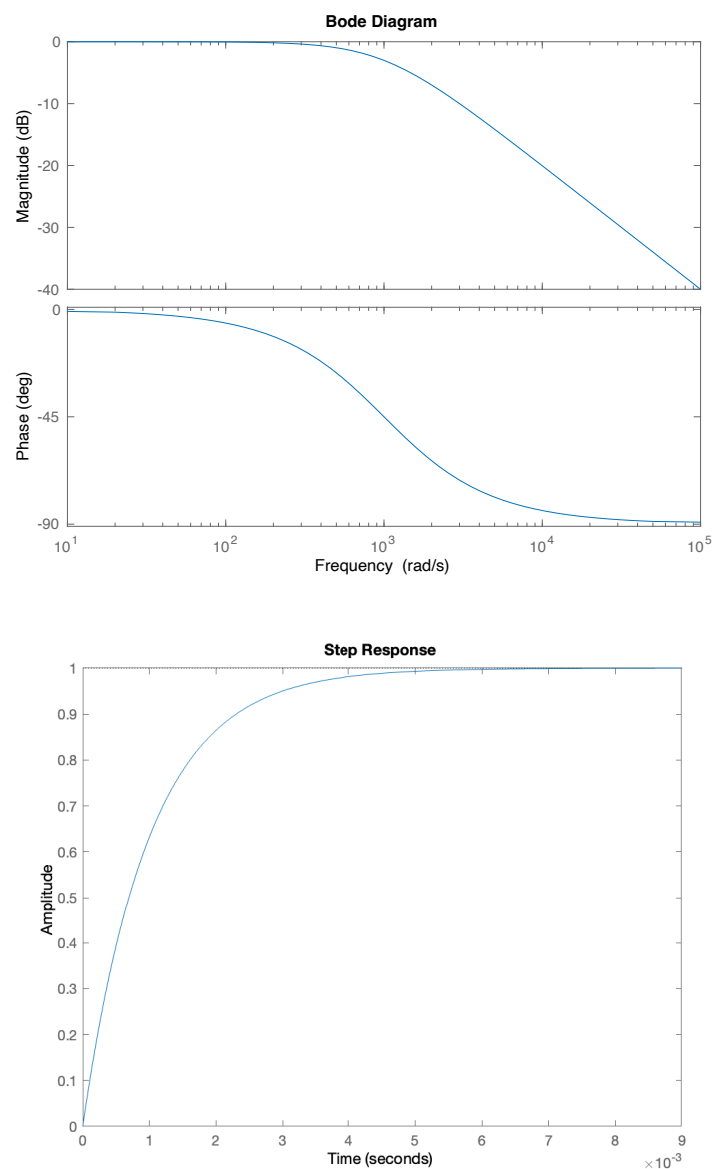 Bode Diagram
0
-10
-20
-30
-40
Magnitude (dB)
0
-45
-90
Phase (deg)
10^1 10^2 10^3 10^4 10^5
Frequency (rad/s)
Step Response
1
0.9
0.8
0.7
0.6
0.5
0.4
0.3
0.2
0.1
0
Amplitude
0 1 2 3 4 5 6 7 8 9
Time (seconds)
×10^-3